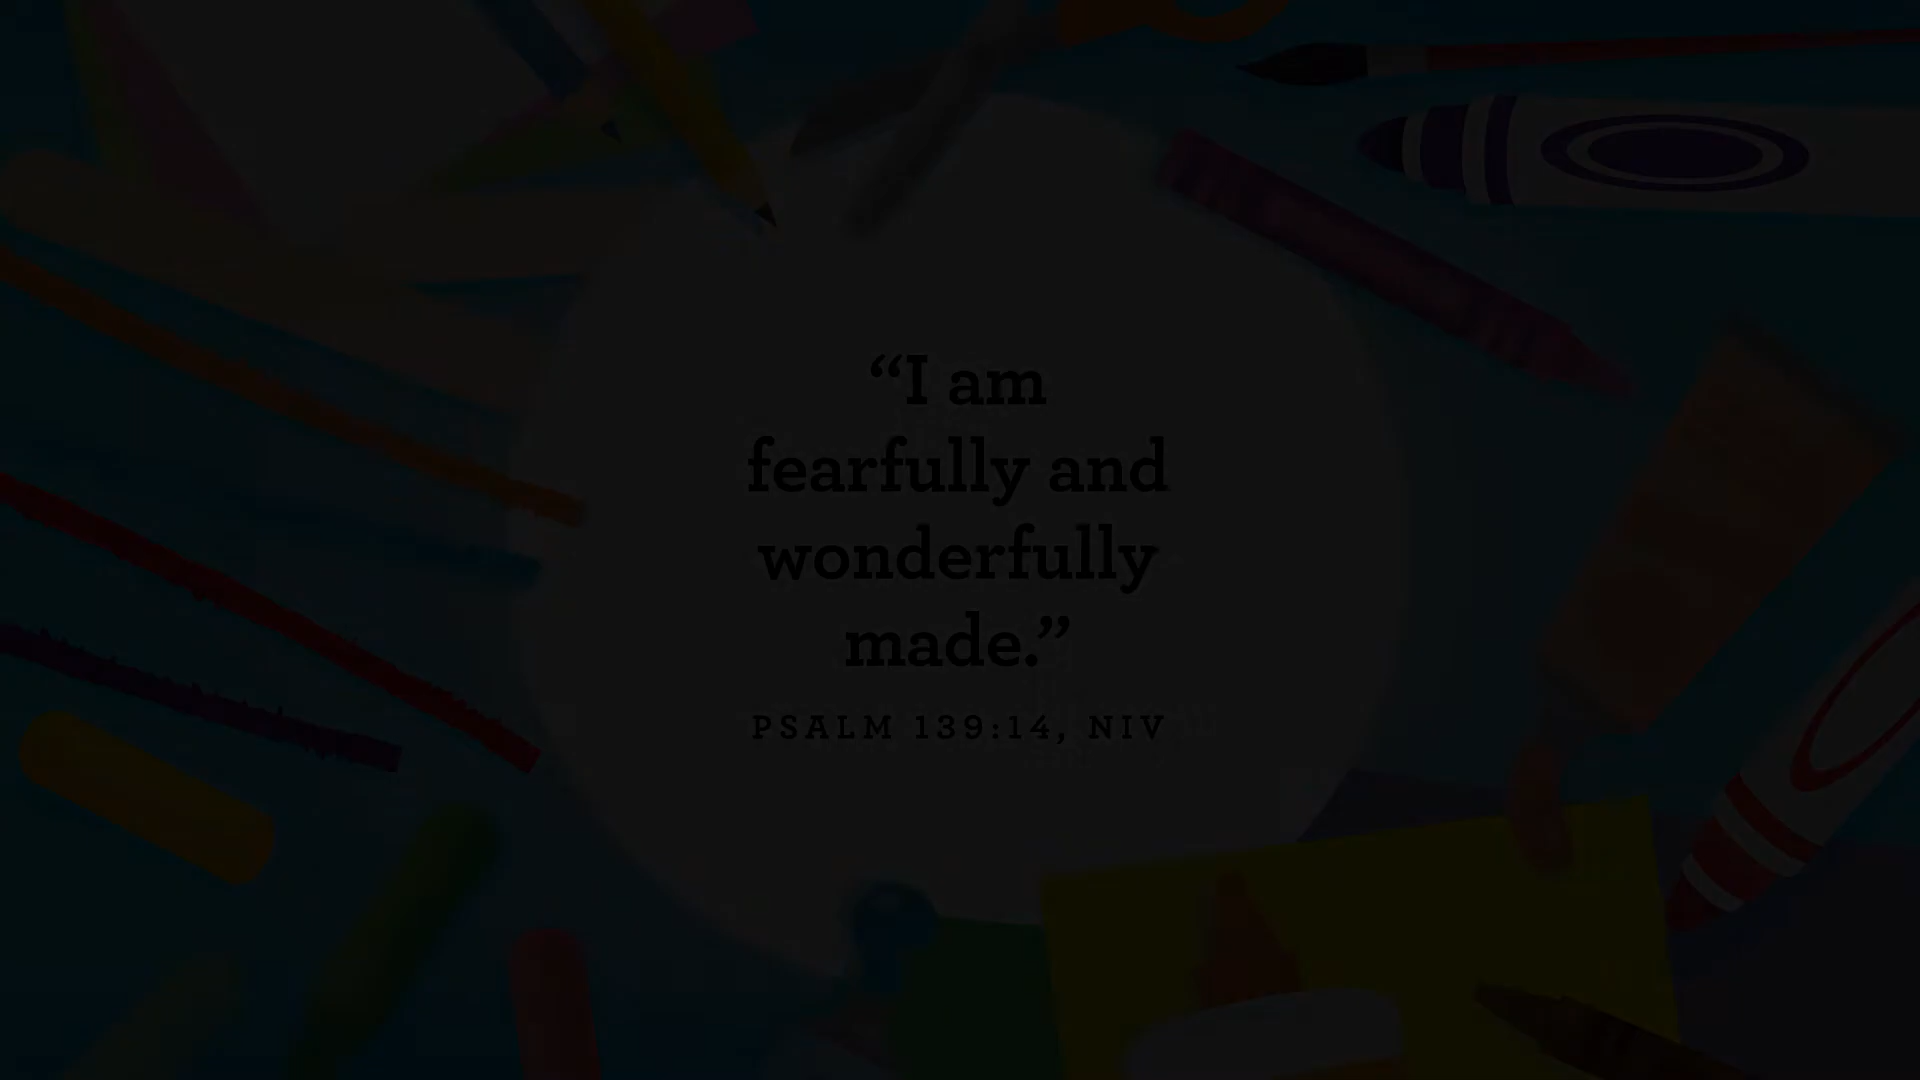 “I am
fearfully and
wonderfully
made.”
PSALM 139:14, NIV